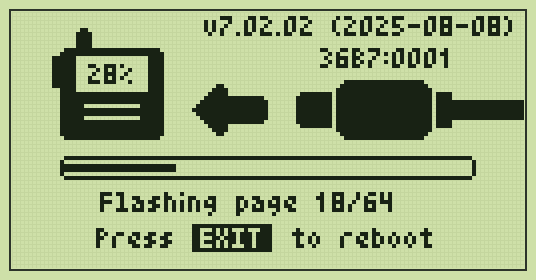 v7.02.02 (2025-08-08)
36B7:0001
28%
Flashing page 18/64
Press EXIT to reboot